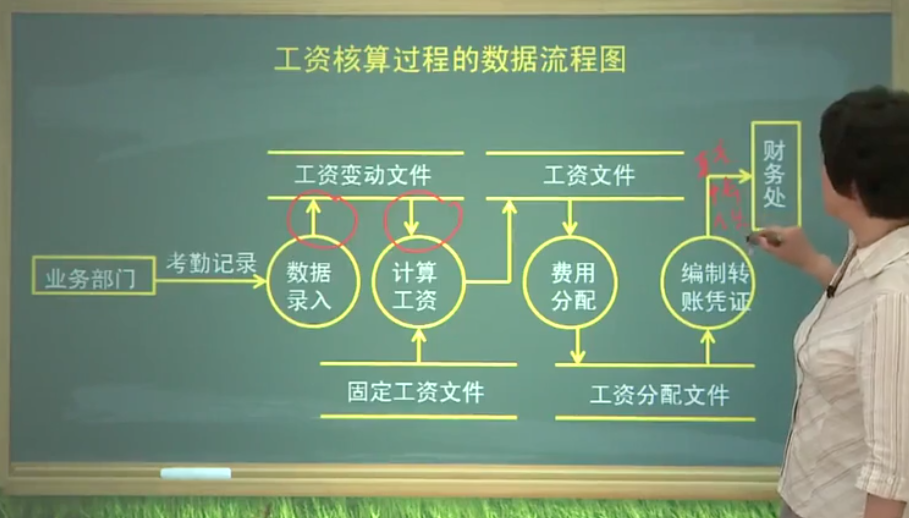 工资核算过程的数据流程图
工资变动文件
工资文件
财务处
业务部门
考勤记录
数据
录入
计算
工资
费用
分配
编制转
账凭证
固定工资文件
工资分配文件